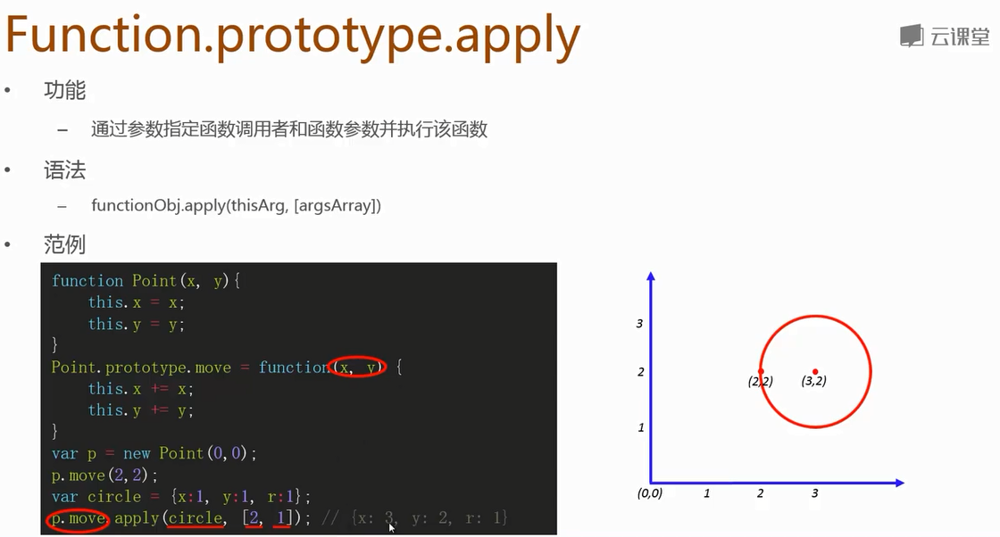 Function.prototype.apply
云课堂
• 功能
– 通过参数指定函数调用者和函数参数并执行该函数
• 语法
– functionObj.apply(thisArg, [argsArray])
• 范例
function Point(x, y){
    this.x = x;
    this.y = y;
}
Point.prototype.move = function(x, y) {
    this.x += x;
    this.y += y;
}
var p = new Point(0,0);
p.move(2,2);
var circle = {x:1, y:1, r:1};
p.move.apply(circle, [2, 1]); // {x: 3, y: 2, r: 1}
3
2
1
(2,2)
(3,2)
(0,0)
1
2
3